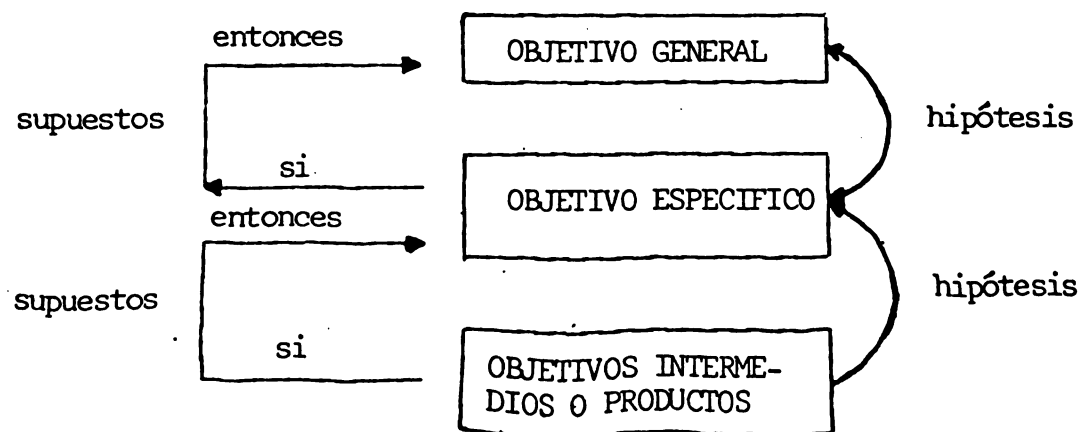 entonces
OBJETIVO GENERAL
supuestos
hipótesis
si
OBJETIVO ESPECIFICO
entonces
supuestos
hipótesis
si
OBJETIVOS INTERME-
DIOS O PRODUCTOS